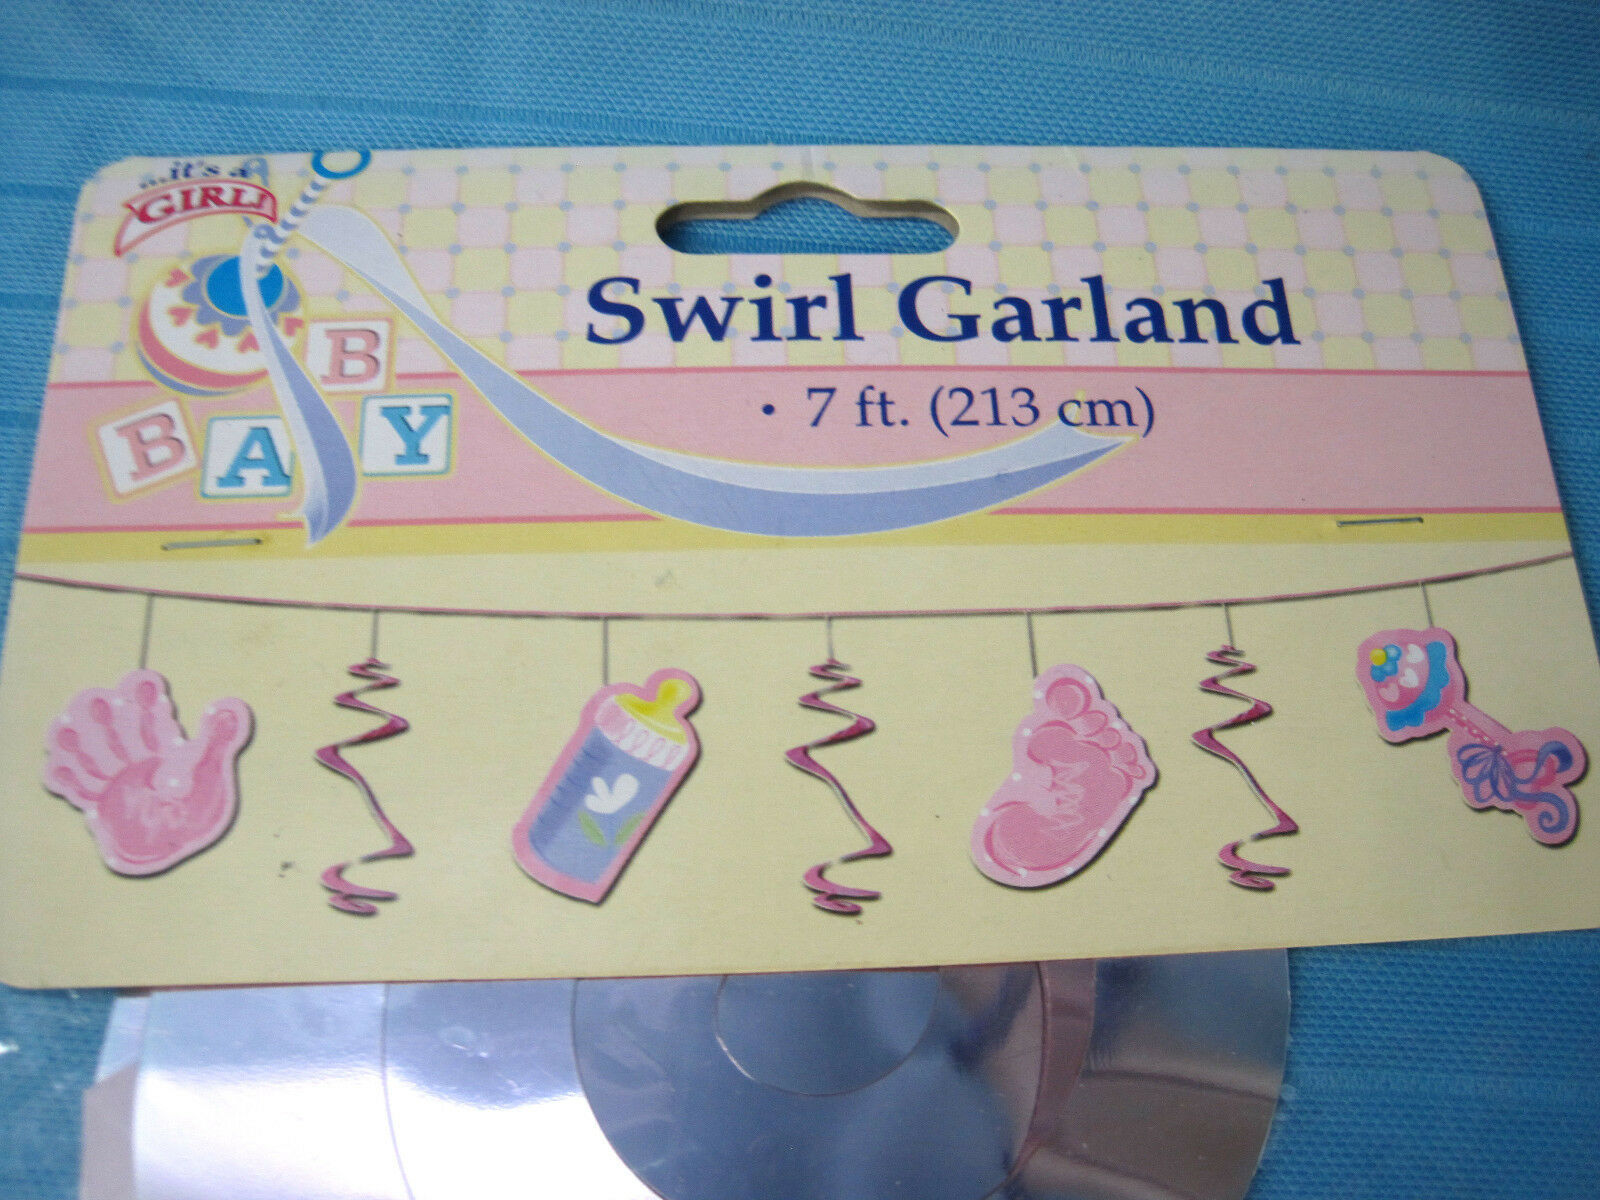 ...it's a
GIRL!
B
B A B Y
Swirl Garland
• 7 ft. (213 cm)